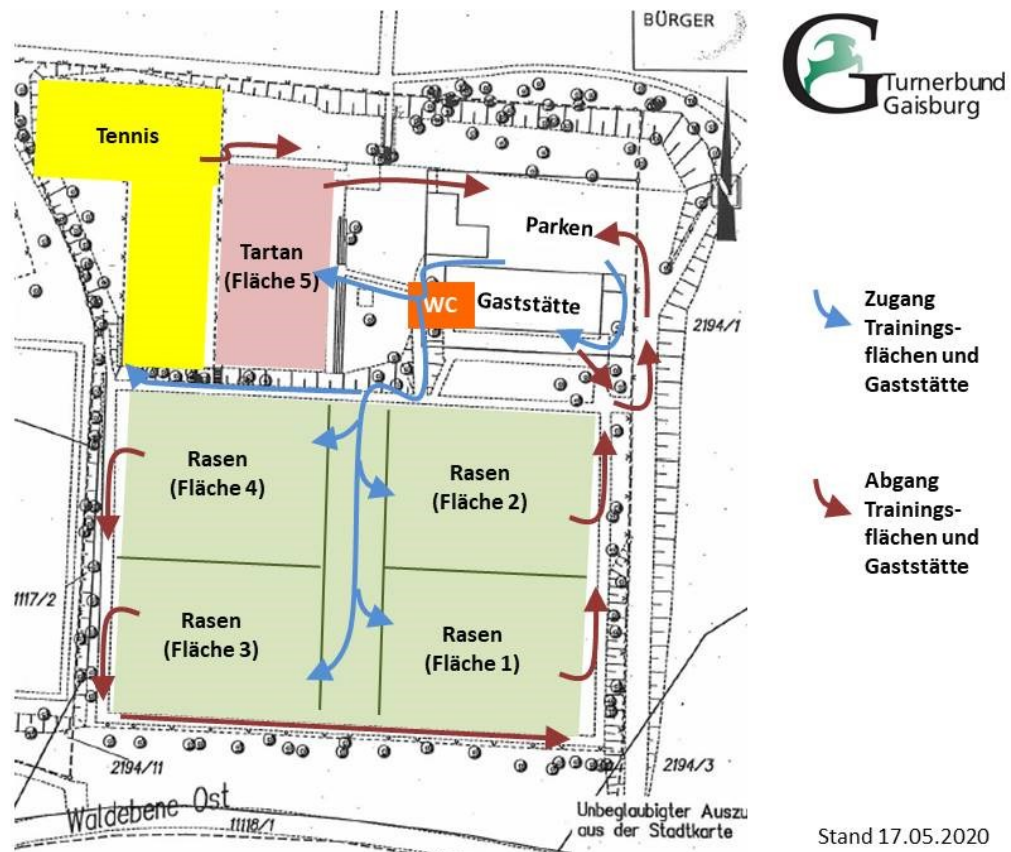 BÜRGER
Turnerbund
Gaisburg
Tennis
Tartan
(Fläche 5)
Parken
WC
Gaststätte
2194/1
Zugang
Trainings-
flächen und
Gaststätte
Rasen
(Fläche 4)
Rasen
(Fläche 2)
Abgang
Trainings-
flächen und
Gaststätte
1117/2
Rasen
(Fläche 3)
Rasen
(Fläche 1)
2194/11
2194/3
Waldebene Ost
11118/1
Unbeglaubigter Auszu
aus der Stadtkarte
Stand 17.05.2020